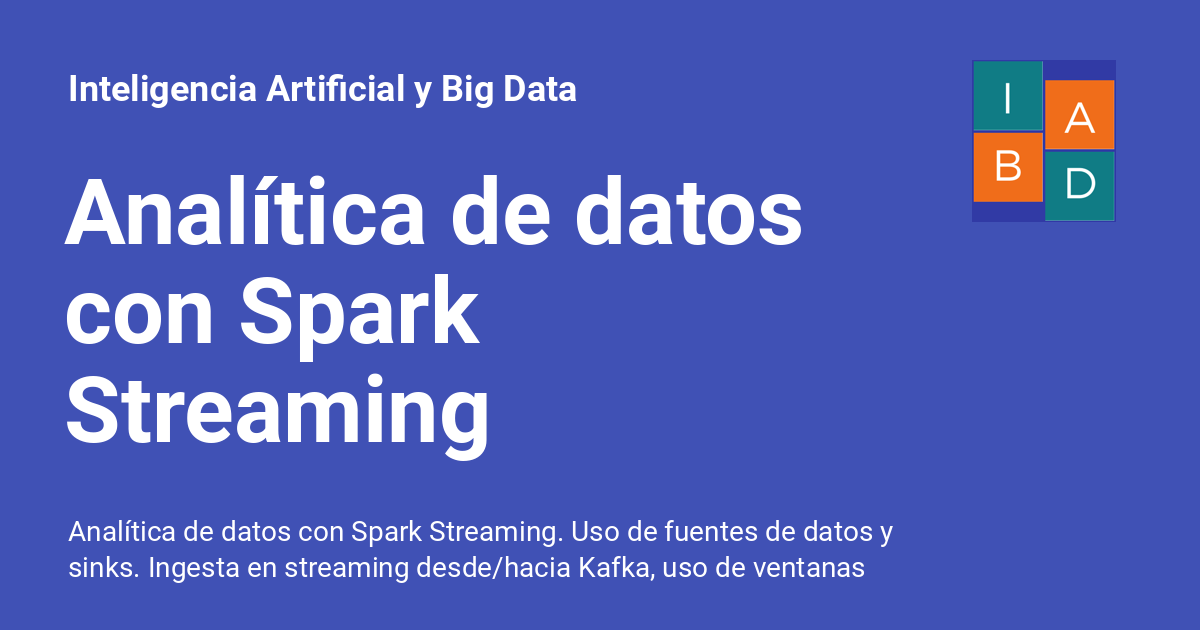 Inteligencia Artificial y Big Data
I A
B D
Analítica de datos
con Spark
Streaming
Analítica de datos con Spark Streaming. Uso de fuentes de datos y
sinks. Ingesta en streaming desde/hacia Kafka, uso de ventanas